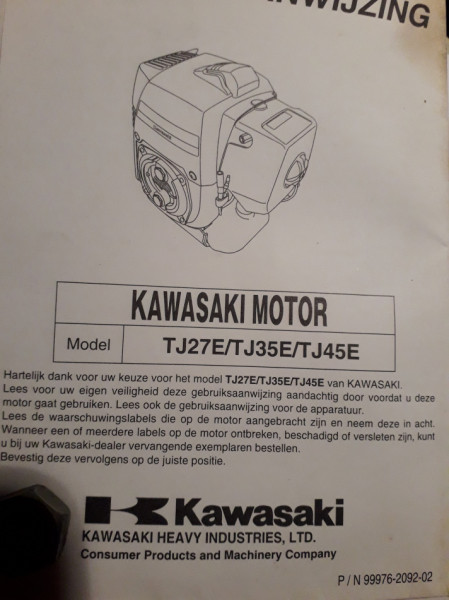 KAWASAKI MOTOR
Model TJ27E/TJ35E/TJ45E
Hartelijk dank voor uw keuze voor het model TJ27E/TJ35E/TJ45E van KAWASAKI.
Lees voor uw eigen veiligheid deze gebruiksaanwijzing aandachtig door voordat u deze
motor gaat gebruiken. Lees ook de gebruiksaanwijzing voor de apparatuur.
Lees de waarschuwingslabels die op de motor aangebracht zijn en neem deze in acht.
Wanneer een of meerdere labels op de motor ontbreken, beschadigd of versleten zijn, kunt
u bij uw Kawasaki-dealer vervangende exemplaren bestellen.
Bevestig deze vervolgens op de juiste positie.
Kawasaki
KAWASAKI HEAVY INDUSTRIES, LTD.
Consumer Products and Machinery Company
P / N 99976-2092-02